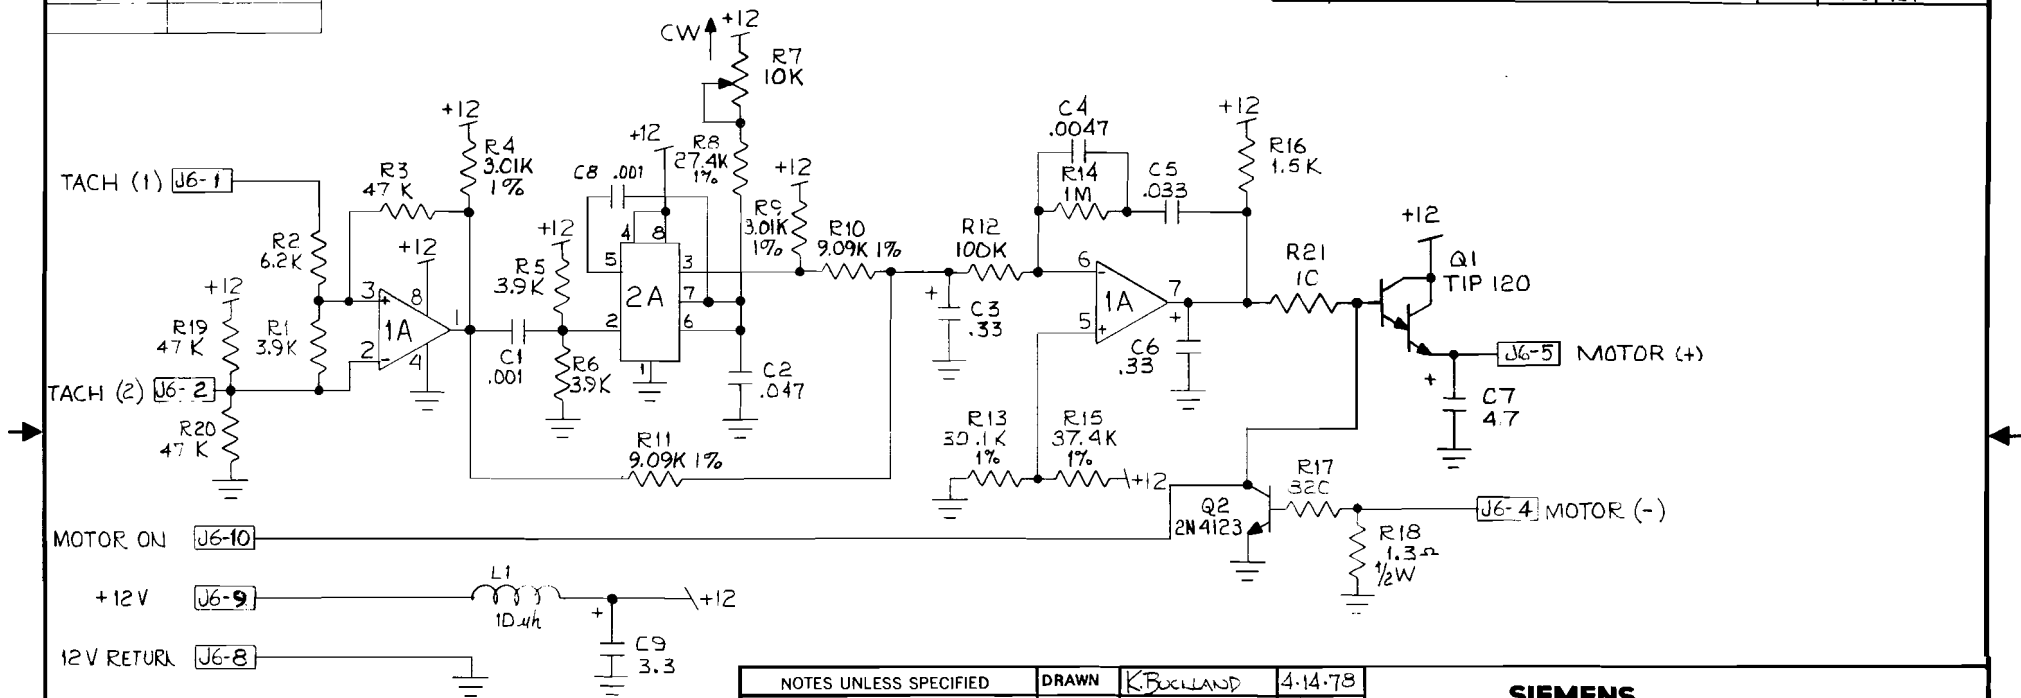 CW
+12
R7
10K
+12
R4
3.01K
1%
+12
R8
27.4K
1%
C8 .001
+12
R9
3.01K
1%
C4
.0047
R14
1M
C5
.033
+12
R16
1.5K
TACH (1) J6-1
R3
47 K
R2
6.2K
+12
+12
R5
3.9K
R10
9.09K 1%
R12
100K
+12
R19
47K
R1
3.9K
3
+
8
1A
1
2
-
4
4
8
5
3
2A
7
2
6
1
C1
.001
R6
3.9K
C2
.047
+
C3
.33
6
-
1A
7
5
+
+
C6
.33
R21
+12
Q1
TIP 120
J6-5 MOTOR (+)
+
C7
4.7
TACH (2) J6-2
R20
47 K
R11
9.09K 1%
R13
1%
R15
37.4K
1%
+12
Q2
2N4123
R17
J6-4 MOTOR (-)
R18
1.3Ω
1/2W
MOTOR ON J6-10
+12V J6-9
L1
10μh
+12
+
C9
3.3
12V RETURN J6-8
NOTES UNLESS SPECIFIED
DRAWN
K.BUCKLAND
4-14-78
SIEMENS